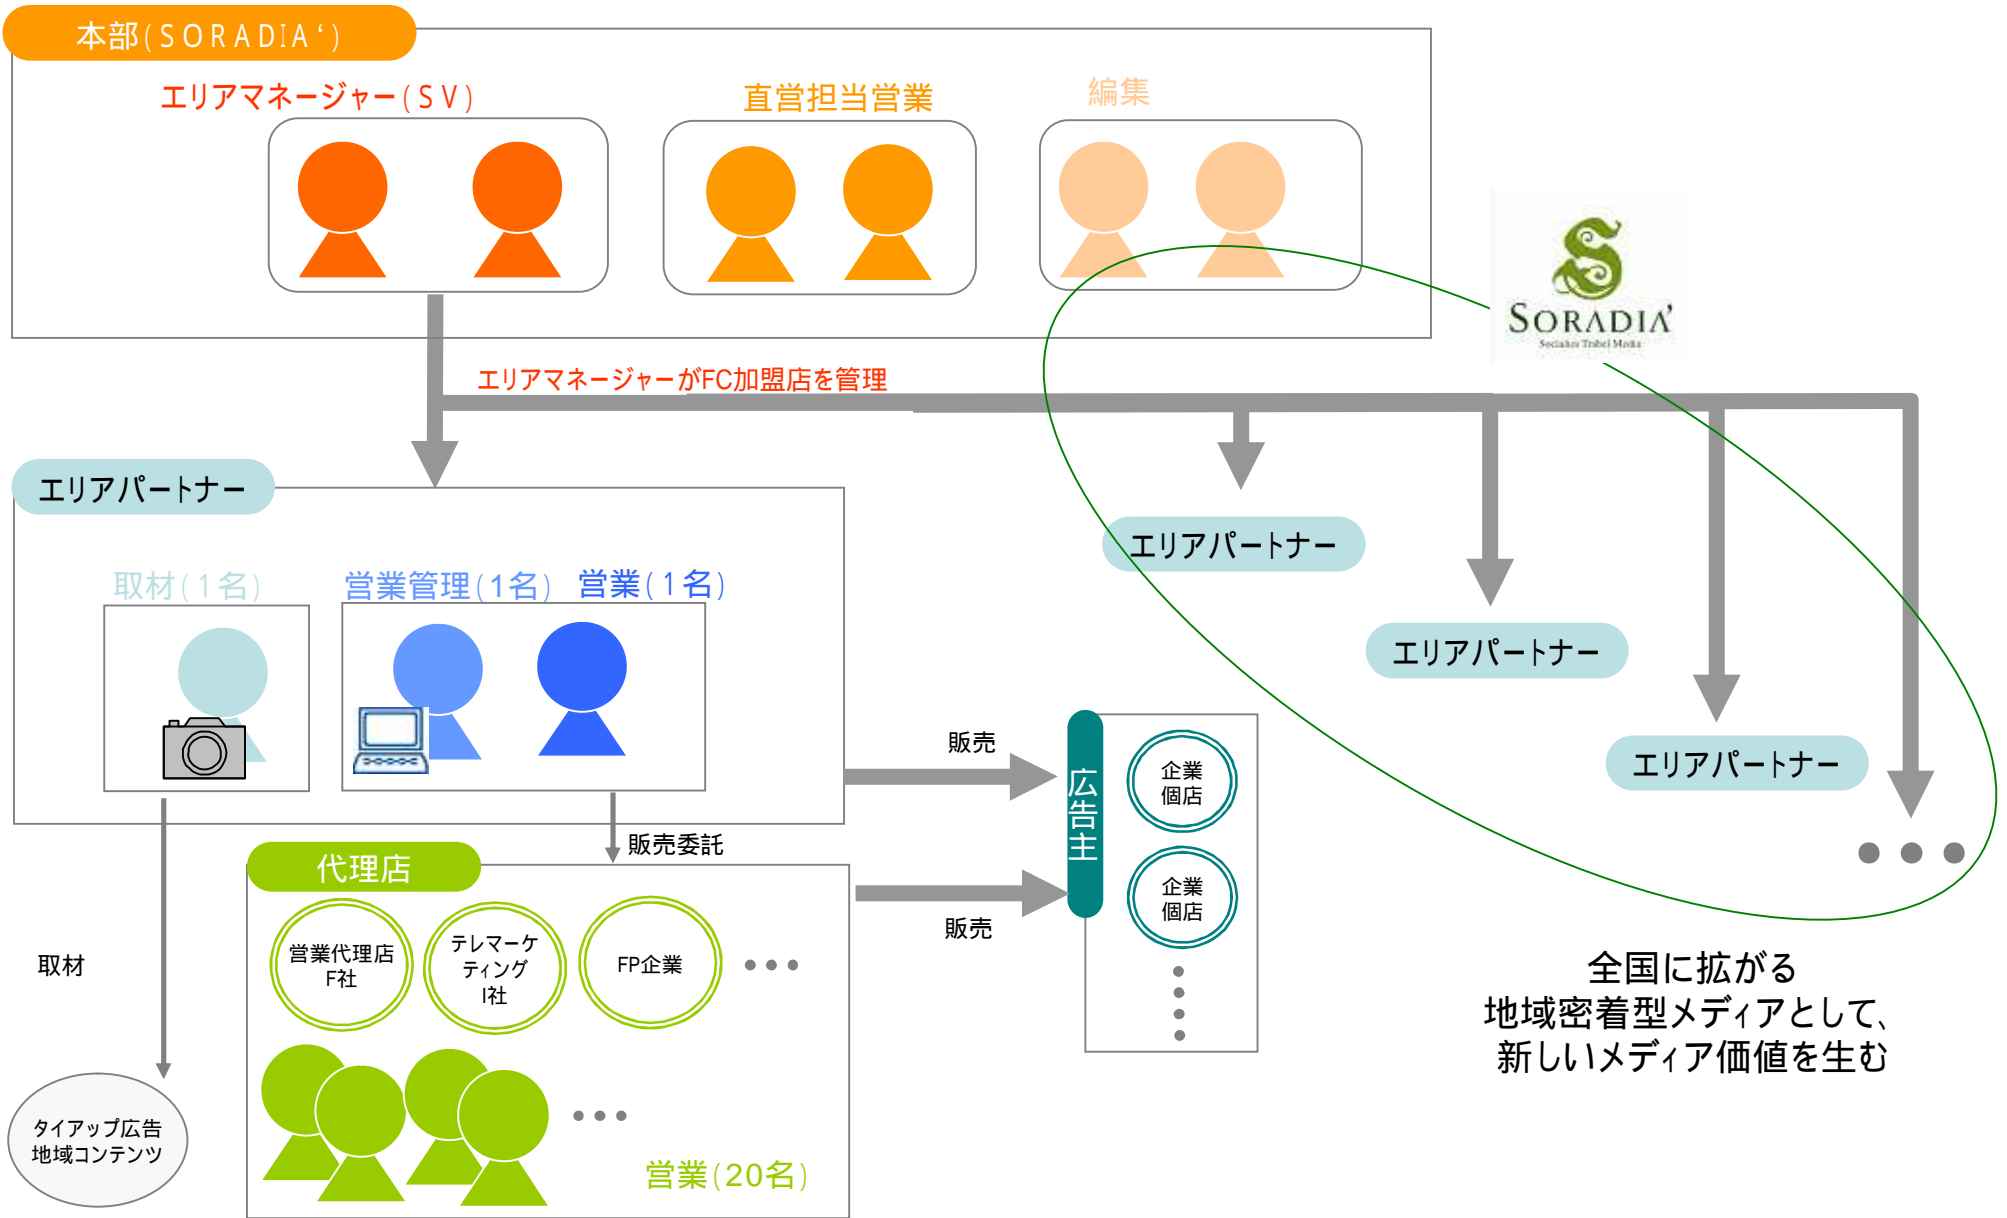 本部(SORADIA‘)
エリアマネージャー(SV)
直営担当営業
編集
SORADIA’
エリアマネージャーがFC加盟店を管理
エリアパートナー
取材(1名)
営業管理(1名)
営業(1名)
エリアパートナー
エリアパートナー
エリアパートナー
販売
広告主
企業
個店
企業
個店
販売委託
代理店
販売
営業代理店
F社
テレマーケ
ティング
I社
FP企業
取材
全国に拡がる
地域密着型メディアとして、
新しいメディア価値を生む
タイアップ広告
地域コンテンツ
営業(20名)